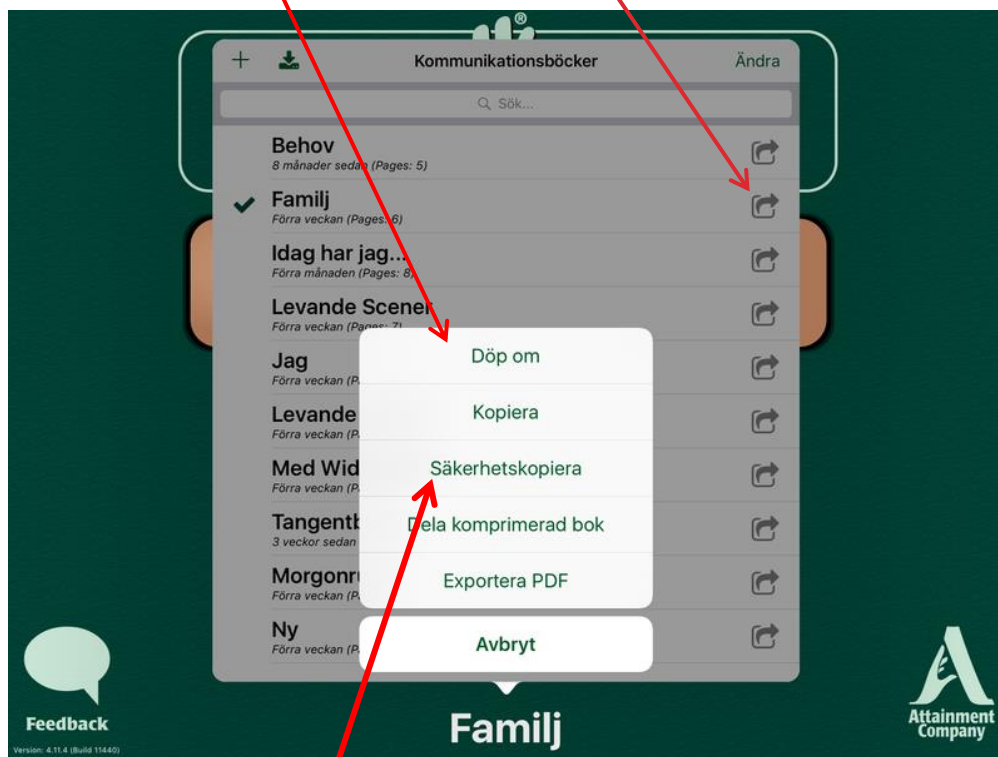 ®
Kommunikationsböcker
Ändra
Sök...
Behov
8 månader sedan (Pages: 5)
Familj
Förra veckan (Pages: 6)
Idag har jag...
Förra månaden (Pages: 8)
Levande Scener
Förra veckan (Pages: 7)
Jag
Förra veckan (P
Levande
Förra veckan (P
Med Wid
Förra veckan (P
Tangentb
3 veckor sedan
Morgonru
Förra veckan (P
Ny
Förra veckan (P
Döp om
Kopiera
Säkerhetskopiera
Dela komprimerad bok
Exportera PDF
Avbryt
Feedback
Version: 4.11.4 (Build 11440)
Familj
Attainment
Company